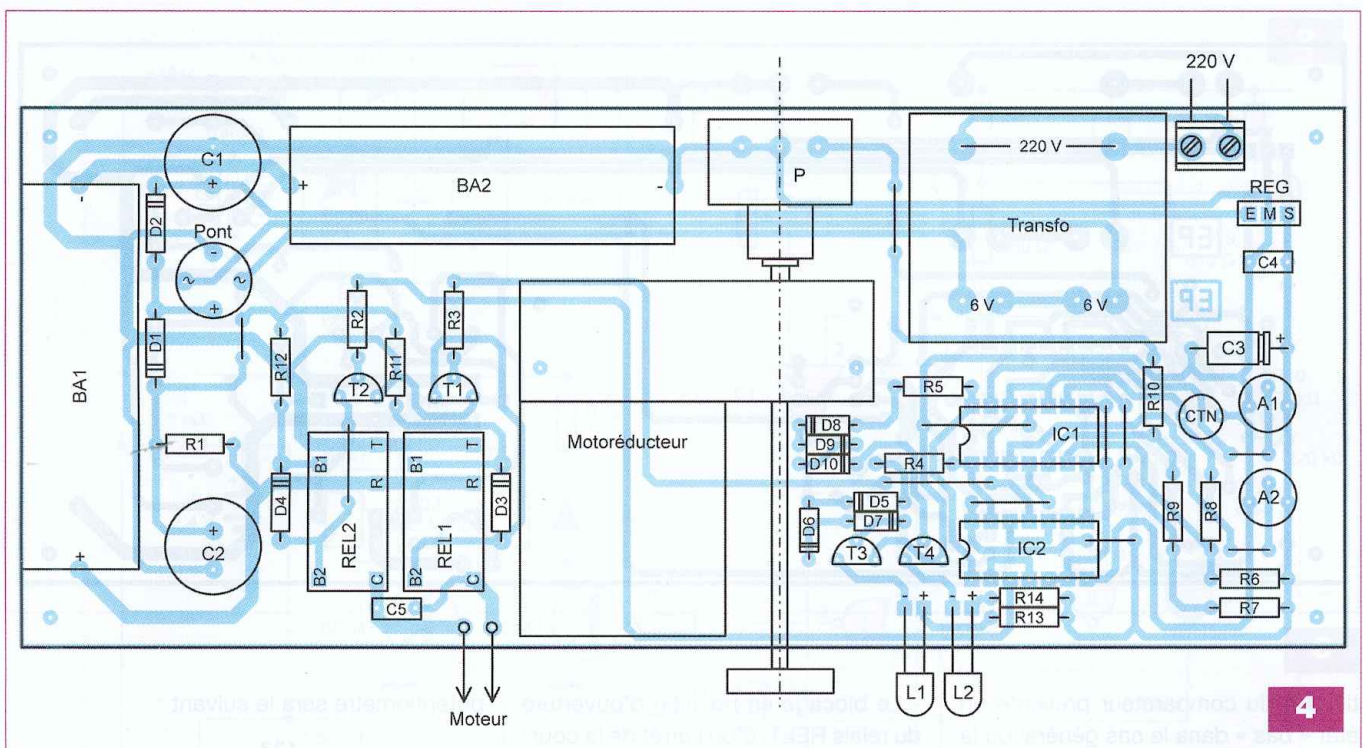 220 V
C1
+
-
D2
Pont
-
~
~
+
D1
BA1
+
BA2
-
P
220 V
Transfo
6 V
6 V
REG
E M S
C4
EP
C3
+
R12
R2
R11
R3
T2
T1
R1
D4
B1
T
R
B1
T
R
REL2
REL1
D3
B2
C
B2
C
C5
+
C2
+
-
Motoréducteur
R5
D8
D9
D10
R4
IC1
R10
CTN
A1
A2
D5
D7
D6
T3
T4
IC2
R9
R8
R6
R7
R14
R13
+
+
L1
L2
Moteur
4